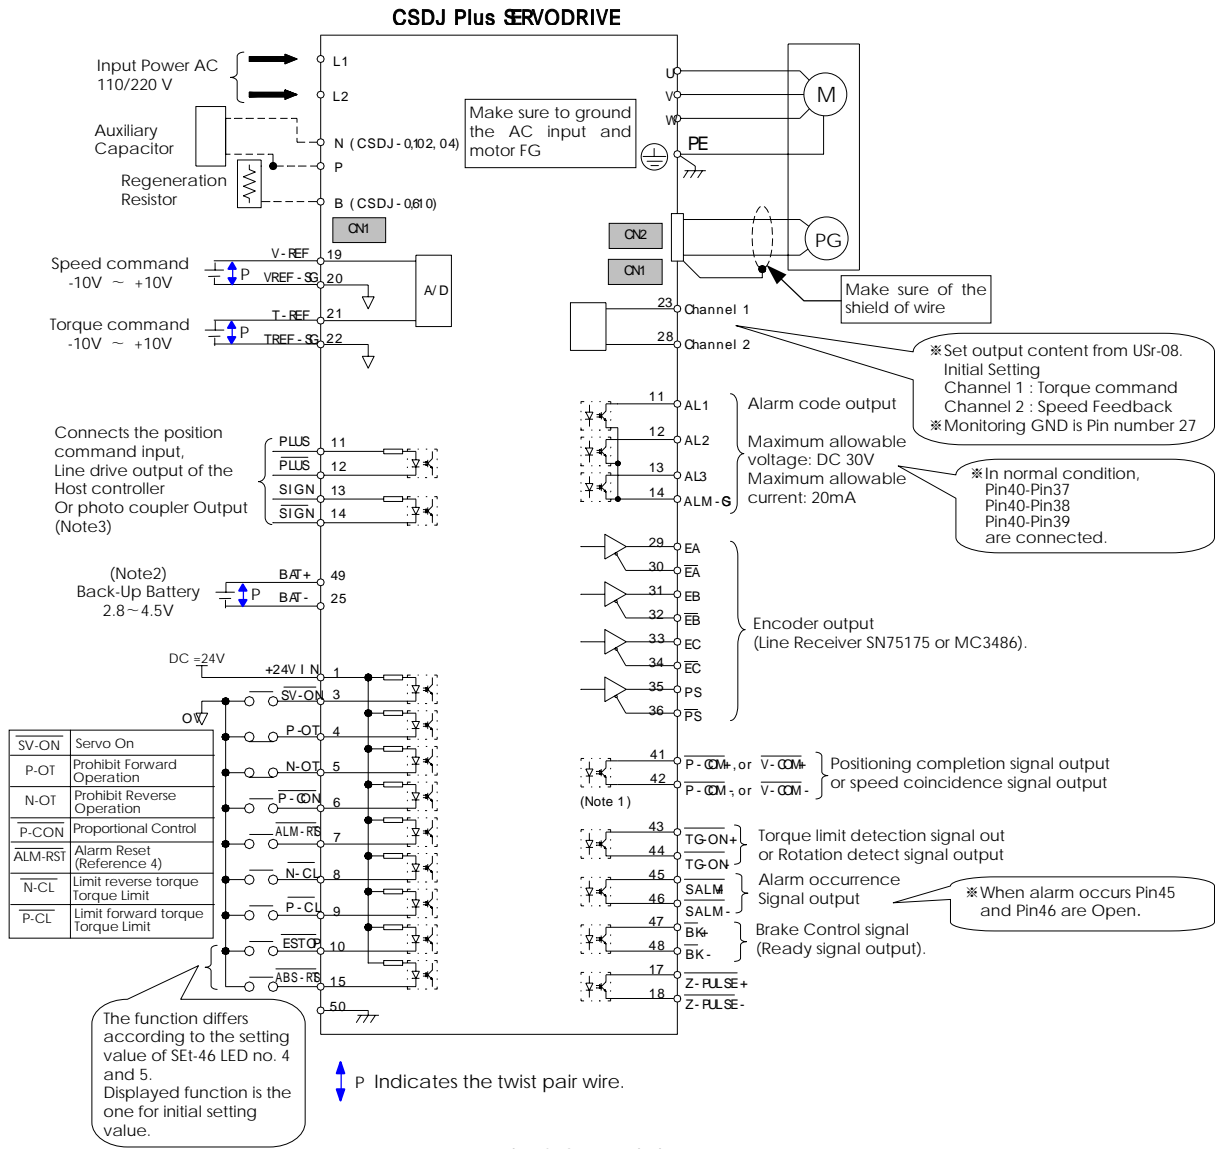 CSDJ Plus SERVODRIVE
Input Power AC
110/220 V
L1
L2
Auxiliary
Capacitor
N (CSDJ-0,102, 04)
P
Regeneration
Resistor
B (CSDJ-0610)
Make sure to ground
the AC input and
motor FG
U
V
W
PE
M
PG
CN1
CN2
CN1
Make sure of the
shield of wire
Speed command
-10V ~ +10V
P
V-REF 19
VREF-SG 20
A/D
Torque command
-10V ~ +10V
P
T-REF 21
TREF-SG 22
23 Channel 1
28 Channel 2
※Set output content from USr-08.
Initial Setting
Channel 1 : Torque command
Channel 2 : Speed Feedback
※Monitoring GND is Pin number 27
11 AL1
12 AL2
13 AL3
14 ALM-SG
Alarm code output
Maximum allowable
voltage: DC 30V
Maximum allowable
current: 20mA
※In normal condition,
Pin40-Pin37
Pin40-Pin38
Pin40-Pin39
are connected.
Connects the position
command input,
Line drive output of the
Host controller
Or photo coupler Output
(Note3)
PLUS 11
PLUS 12
SIGN 13
SIGN 14
(Note2)
Back-Up Battery
2.8~4.5V
P
BAT+ 49
BAT- 25
29 EA
30 EA
31 EB
32 EB
33 EC
34 EC
35 PS
36 PS
Encoder output
(Line Receiver SN75175 or MC3486).
DC =24V
+24V IN 1
0V
SV-ON 3
P-OT 4
N-OT 5
P-CON 6
ALM-RTS 7
N-CL 8
P-CL 9
ESTOP 10
ABS-RTS 15
50
SV-ON Servo On
P-OT Prohibit Forward
Operation
N-OT Prohibit Reverse
Operation
P-CON Proportional Control
ALM-RST Alarm Reset
(Reference 4)
N-CL Limit reverse torque
Torque Limit
P-CL Limit forward torque
Torque Limit
The function differs
according to the setting
value of SEt-46 LED no. 4
and 5.
Displayed function is the
one for initial setting
value.
41 P-COM+, or V-COM+
42 P-COM-, or V-COM-
(Note 1)
Positioning completion signal output
or speed coincidence signal output
43 TG-ON+
44 TG-ON-
Torque limit detection signal out
or Rotation detect signal output
45 SALM+
46 SALM-
Alarm occurrence
Signal output
※When alarm occurs Pin45
and Pin46 are Open.
47 BK+
48 BK-
Brake Control signal
(Ready signal output).
17 Z-PULSE+
18 Z-PULSE-
P Indicates the twist pair wire.